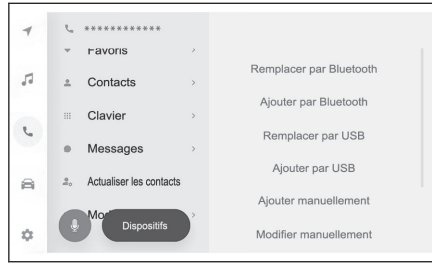 ************
Favoris
Contacts
Clavier
Messages
Actualiser les contacts
Dispositifs
Remplacer par Bluetooth
Ajouter par Bluetooth
Remplacer par USB
Ajouter par USB
Ajouter manuellement
Modifier manuellement